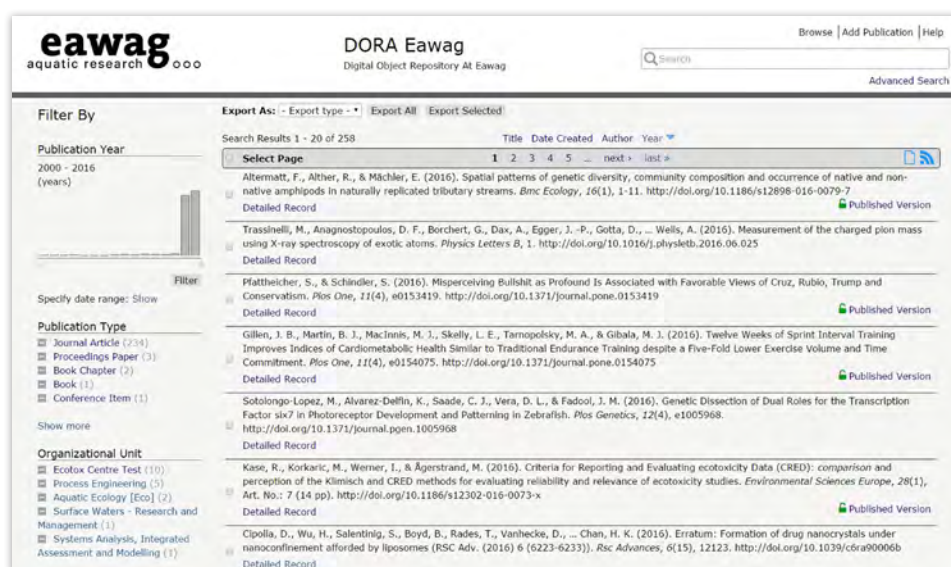 eawag
aquatic research
DORA Eawag
Digital Object Repository At Eawag
Browse | Add Publication | Help
Search
Advanced Search
Filter By
Publication Year
2000 - 2016
(years)
Filter
Specify date range: Show
Publication Type
Journal Article (234)
Proceedings Paper (3)
Book Chapter (2)
Book (1)
Conference Item (1)
Show more
Organizational Unit
Ecotox Centre Test (10)
Process Engineering (5)
Aquatic Ecology [Eco] (2)
Surface Waters - Research and
Management (1)
Systems Analysis, Integrated
Assessment and Modelling (1)
Export As: - Export type - Export All Export Selected
Search Results 1 - 20 of 258
Title Date Created Author Year
Select Page 1 2 3 4 5 ... next › last »
Altermatt, F., Alther, R., & Mächler, E. (2016). Spatial patterns of genetic diversity, community composition and occurrence of native and non-
native amphipods in naturally replicated tributary streams. Bmc Ecology, 16(1), 1-11. http://doi.org/10.1186/s12898-016-0079-7
Detailed Record Published Version
Trassinelli, M., Anagnostopoulos, D. F., Borchert, G., Dax, A., Egger, J. -P., Gotta, D., ... Wells, A. (2016). Measurement of the charged pion mass
using X-ray spectroscopy of exotic atoms. Physics Letters B, 1. http://doi.org/10.1016/j.physletb.2016.06.025
Detailed Record
Pfattheicher, S., & Schindler, S. (2016). Misperceiving Bullshit as Profound Is Associated with Favorable Views of Cruz, Rubio, Trump and
Conservatism. Plos One, 11(4), e0153419. http://doi.org/10.1371/journal.pone.0153419
Detailed Record Published Version
Gillen, J. B., Martin, B. J., MacInnis, M. J., Skelly, L. E., Tarnopolsky, M. A., & Gibala, M. J. (2016). Twelve Weeks of Sprint Interval Training
Improves Indices of Cardiometabolic Health Similar to Traditional Endurance Training despite a Five-Fold Lower Exercise Volume and Time
Commitment. Plos One, 11(4), e0154075. http://doi.org/10.1371/journal.pone.0154075
Detailed Record Published Version
Sotolongo-Lopez, M., Alvarez-Delfin, K., Saade, C. J., Vera, D. L., & Fadool, J. M. (2016). Genetic Dissection of Dual Roles for the Transcription
Factor six7 in Photoreceptor Development and Patterning in Zebrafish. Plos Genetics, 12(4), e1005968.
http://doi.org/10.1371/journal.pgen.1005968
Detailed Record
Kase, R., Korkaric, M., Werner, I., & Ågerstrand, M. (2016). Criteria for Reporting and Evaluating ecotoxicity Data (CRED): comparison and
perception of the Klimisch and CRED methods for evaluating reliability and relevance of ecotoxicity studies. Environmental Sciences Europe, 28(1),
Art. No.: 7 (14 pp). http://doi.org/10.1186/s12302-016-0073-x
Detailed Record Published Version
Cipolla, D., Wu, H., Salentinig, S., Boyd, B., Rades, T., Vanhecke, D., ... Chan, H. K. (2016). Erratum: Formation of drug nanocrystals under
nanoconfinement afforded by liposomes (RSC Adv. (2016) 6 (6223-6233)). Rsc Advances, 6(15), 12123. http://doi.org/10.1039/c6ra90006b
Detailed Record